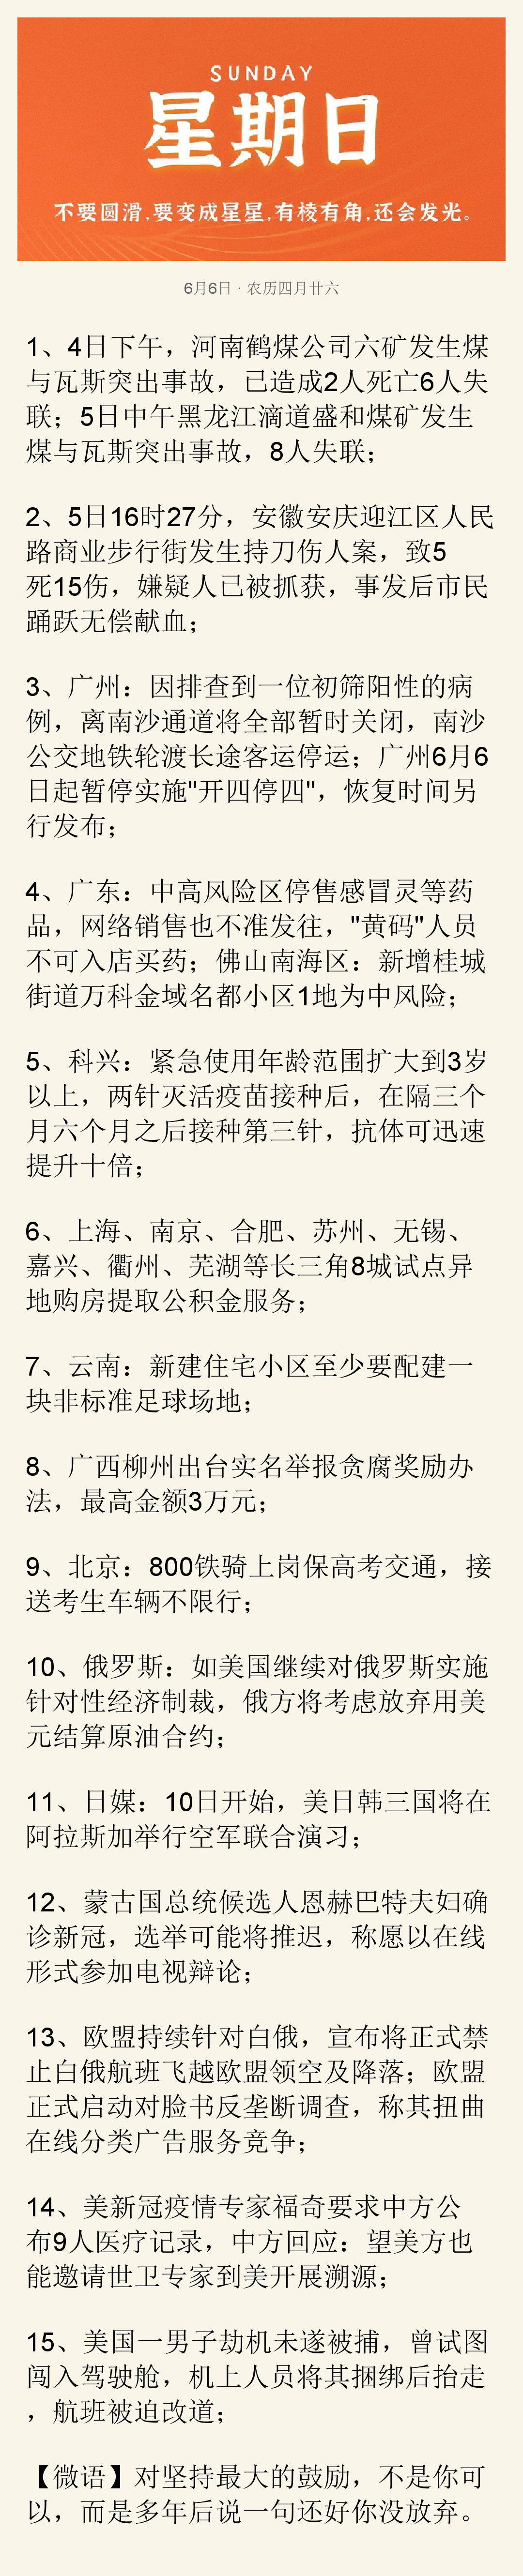 SUNDAY
星期日
不要圆滑,要变成星星,有棱有角,还会发光。
6月6日 · 农历四月廿六
1、4日下午，河南鹤煤公司六矿发生煤
与瓦斯突出事故，已造成2人死亡6人失
联；5日中午黑龙江滴道盛和煤矿发生
煤与瓦斯突出事故，8人失联；
2、5日16时27分，安徽安庆迎江区人民
路商业步行街发生持刀伤人案，致5
死15伤，嫌疑人已被抓获，事发后市民
踊跃无偿献血；
3、广州：因排查到一位初筛阳性的病
例，离南沙通道将全部暂时关闭，南沙
公交地铁轮渡长途客运停运；广州6月6
日起暂停实施"开四停四"，恢复时间另
行发布；
4、广东：中高风险区停售感冒灵等药
品，网络销售也不准发往，"黄码"人员
不可入店买药；佛山南海区：新增桂城
街道万科金域名都小区1地为中风险；
5、科兴：紧急使用年龄范围扩大到3岁
以上，两针灭活疫苗接种后，在隔三个
月六个月之后接种第三针，抗体可迅速
提升十倍；
6、上海、南京、合肥、苏州、无锡、
嘉兴、衢州、芜湖等长三角8城试点异
地购房提取公积金服务；
7、云南：新建住宅小区至少要配建一
块非标准足球场地；
8、广西柳州出台实名举报贪腐奖励办
法，最高金额3万元；
9、北京：800铁骑上岗保高考交通，接
送考生车辆不限行；
10、俄罗斯：如美国继续对俄罗斯实施
针对性经济制裁，俄方将考虑放弃用美
元结算原油合约；
11、日媒：10日开始，美日韩三国将在
阿拉斯加举行空军联合演习；
12、蒙古国总统候选人恩赫巴特夫妇确
诊新冠，选举可能将推迟，称愿以在线
形式参加电视辩论；
13、欧盟持续针对白俄，宣布将正式禁
止白俄航班飞越欧盟领空及降落；欧盟
正式启动对脸书反垄断调查，称其扭曲
在线分类广告服务竞争；
14、美新冠疫情专家福奇要求中方公
布9人医疗记录，中方回应：望美方也
能邀请世卫专家到美开展溯源；
15、美国一男子劫机未遂被捕，曾试图
闯入驾驶舱，机上人员将其捆绑后抬走
，航班被迫改道；
【微语】对坚持最大的鼓励，不是你可
以，而是多年后说一句还好你没放弃。